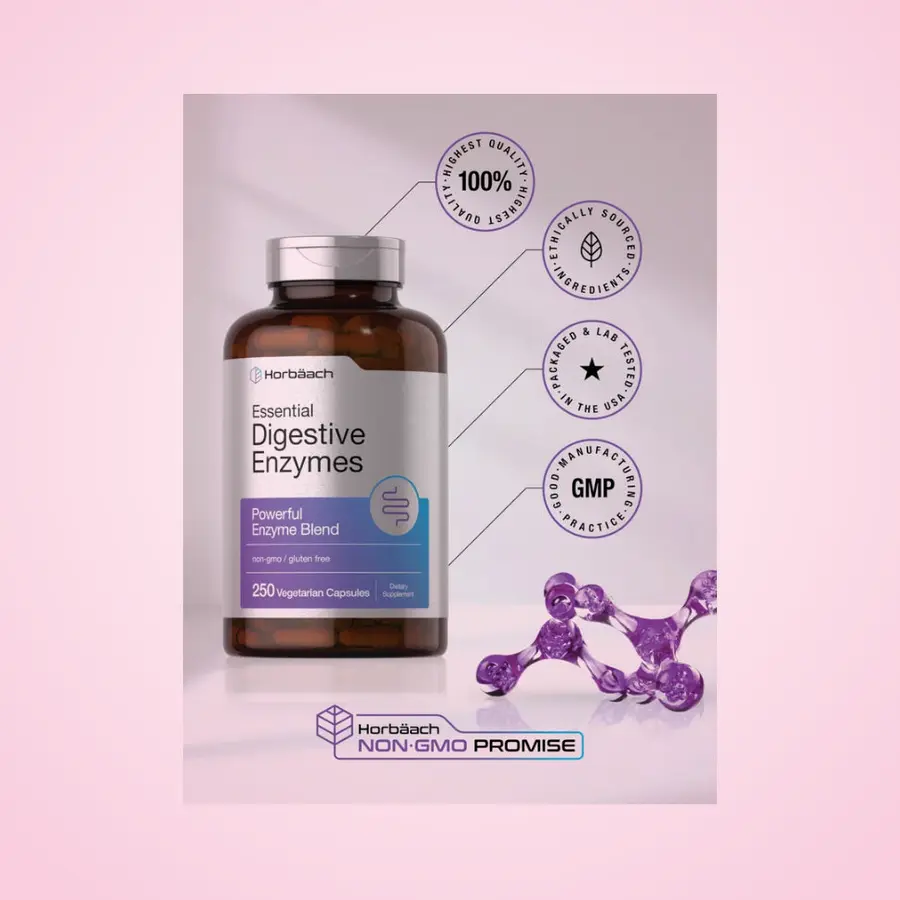 HIGHEST QUALITY · HIGHEST QUALITY ·
100%
· ETHICALLY SOURCED ·
INGREDIENTS
· PACKAGED & LAB TESTED ·
IN THE USA
· GOOD · MANUFACTURING ·
PRACTICE
GMP
Horbäach
Essential
Digestive
Enzymes
Powerful
Enzyme Blend
non-gmo / gluten free
250 Vegetarian Capsules
Dietary
Supplement
Horbäach
NON·GMO PROMISE